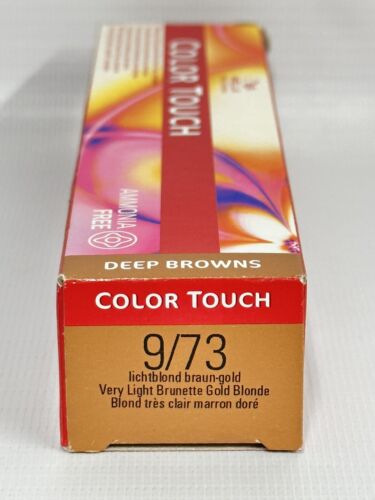 COLOR TOUCH
AMMONIA
FREE
DEEP BROWNS
COLOR TOUCH
9/73
lichtblond braun-gold
Very Light Brunette Gold Blonde
Blond très clair marron doré